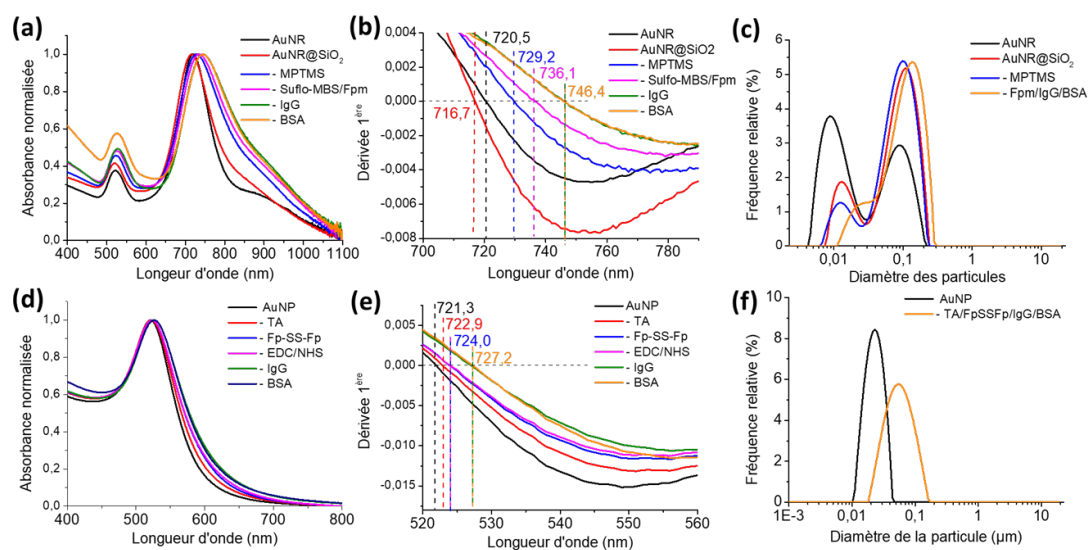 (a)
Absorbance normalisée
1,0
0,8
0,6
0,4
0,2
0,0
400 500 600 700 800 900 1000 1100
Longueur d'onde (nm)
AuNR
AuNR@SiO₂
- MPTMS
- Suflo-MBS/Fpm
- IgG
- BSA
(b)
Dérivée 1ère
0,004
0,002
0,000
-0,002
-0,004
-0,006
-0,008
700 720 740 760 780
Longueur d'onde (nm)
720,5
729,2
736,1
746,4
716,7
AuNR
AuNR@SiO2
- MPTMS
- Sulfo-MBS/Fpm
- IgG
- BSA
(c)
Fréquence relative (%)
6
5
4
3
2
1
0
0,01 0,1 1 10
Diamètre des particules
AuNR
AuNR@SiO₂
- MPTMS
- Fpm/IgG/BSA
(d)
Absorbance normalisée
1,0
0,8
0,6
0,4
0,2
0,0
400 500 600 700 800
Longueur d'onde (nm)
AuNP
- TA
- Fp-SS-Fp
- EDC/NHS
- IgG
- BSA
(e)
Dérivée 1ère
0,005
0,000
-0,005
-0,010
-0,015
520 530 540 550 560
Longueur d'onde (nm)
721,3
722,9
724,0
727,2
AuNP
- TA
- Fp-SS-Fp
- EDC/NHS
- IgG
- BSA
(f)
Fréquence relative (%)
10
8
6
4
2
0
1E-3 0,01 0,1 1 10
Diamètre de la particule (µm)
AuNP
- TA/FpSSFp/IgG/BSA